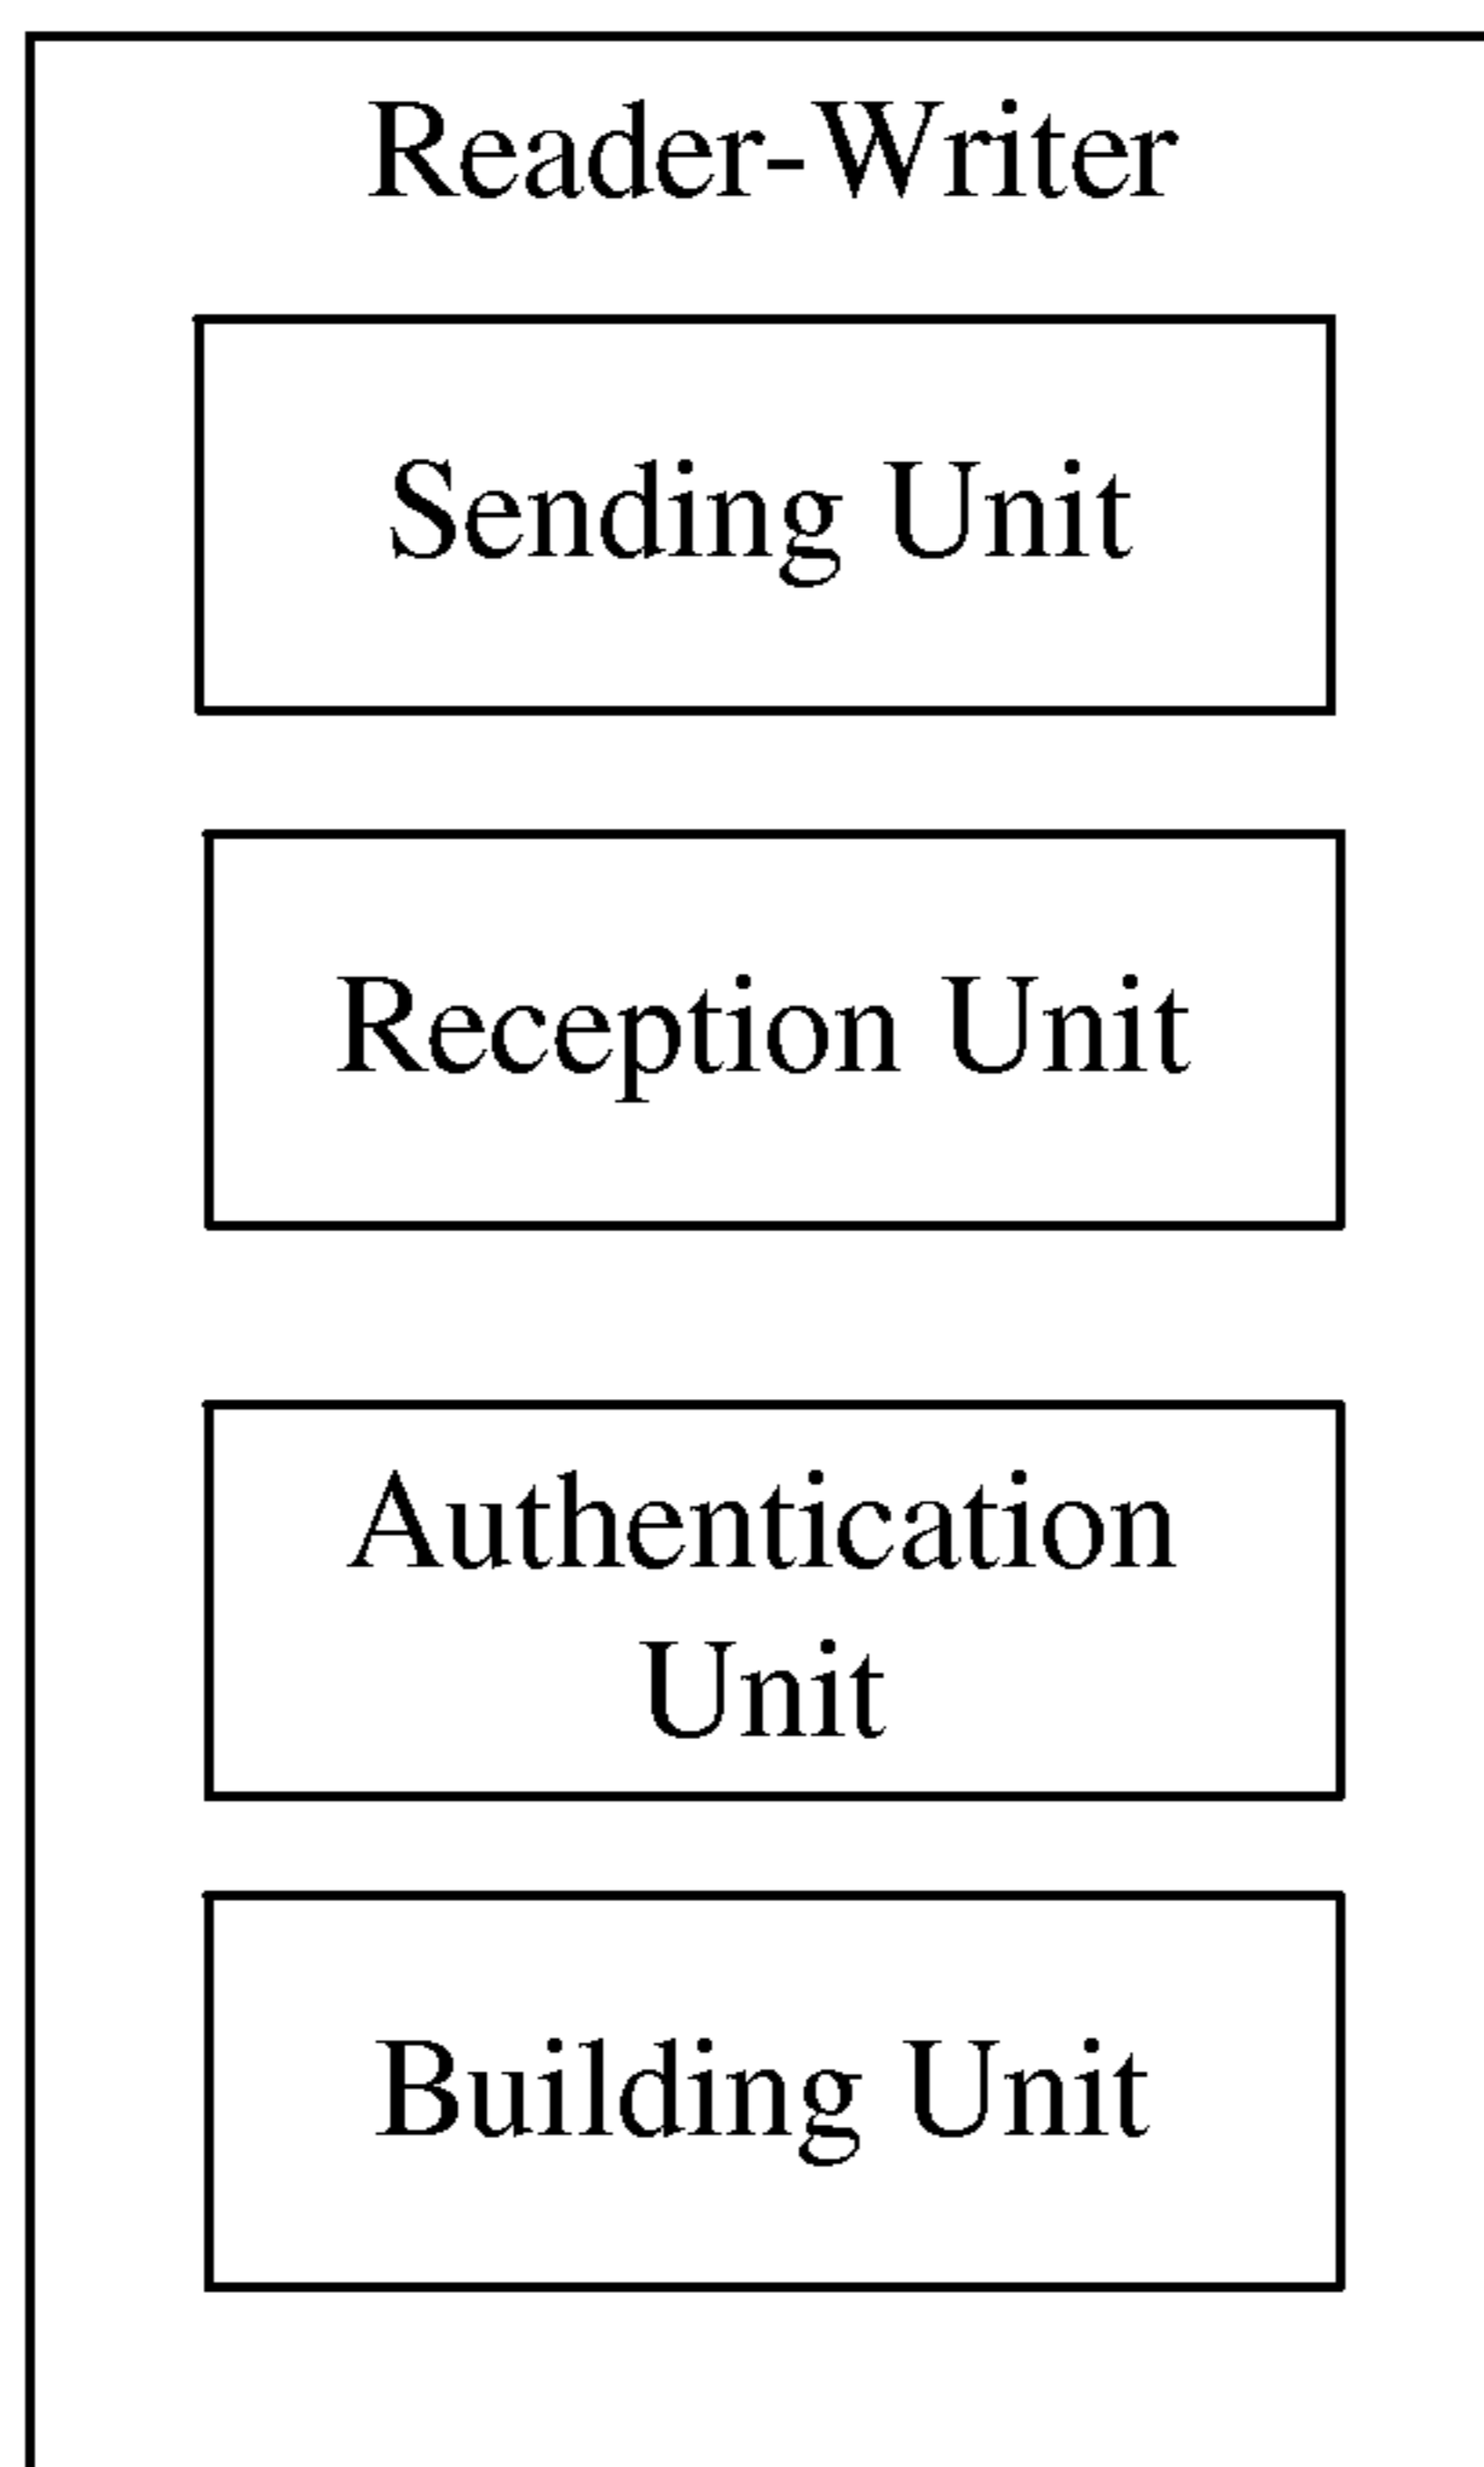 Reader-Writer
Sending Unit
Reception Unit
Authentication
Unit
Building Unit